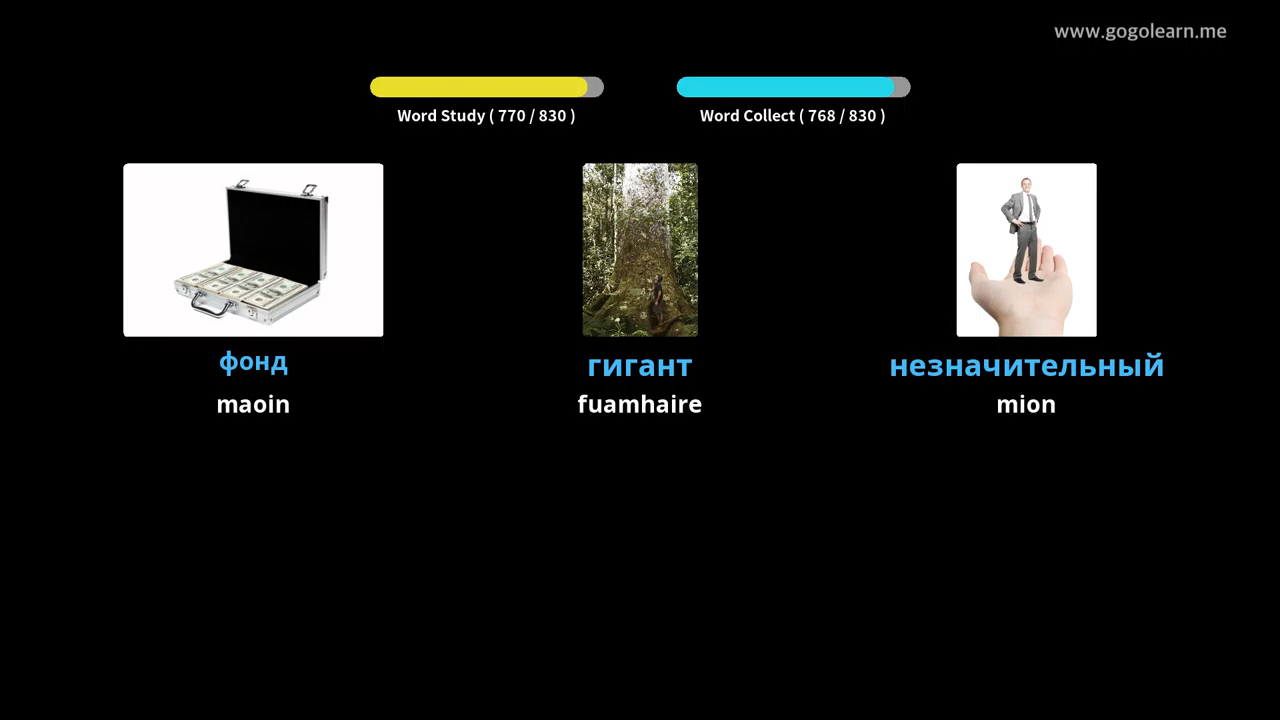 www.gogolearn.me
Word Study ( 770 / 830 )
Word Collect ( 768 / 830 )
фонд
гигант
незначительный
maoin
fuamhaire
mion